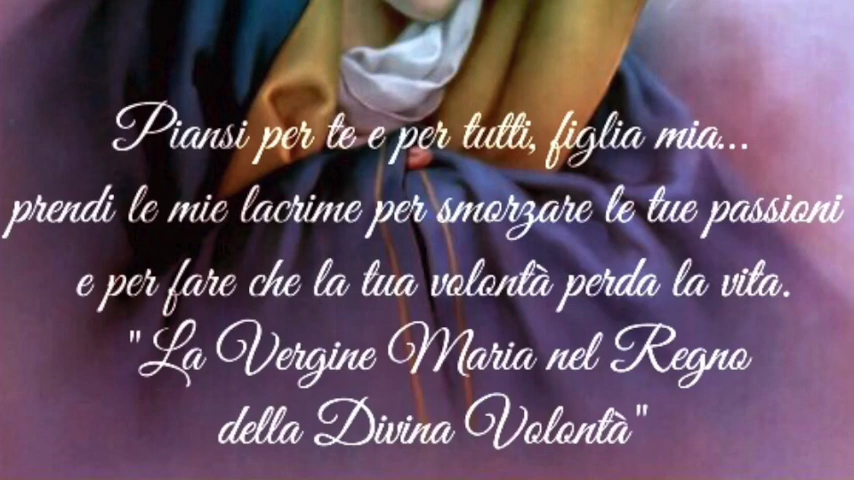 Piansi per te e per tutti, figlia mia...
prendi le mie lacrime per smorzare le tue passioni
e per fare che la tua volontà perda la vita.
"La Vergine Maria nel Regno
della Divina Volontà"